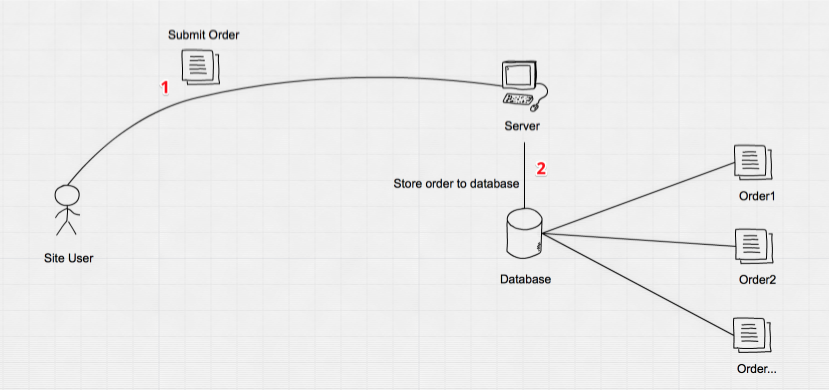 Submit Order
1
Server
2
Store order to database
Order1
Site User
Database
Order2
Order...